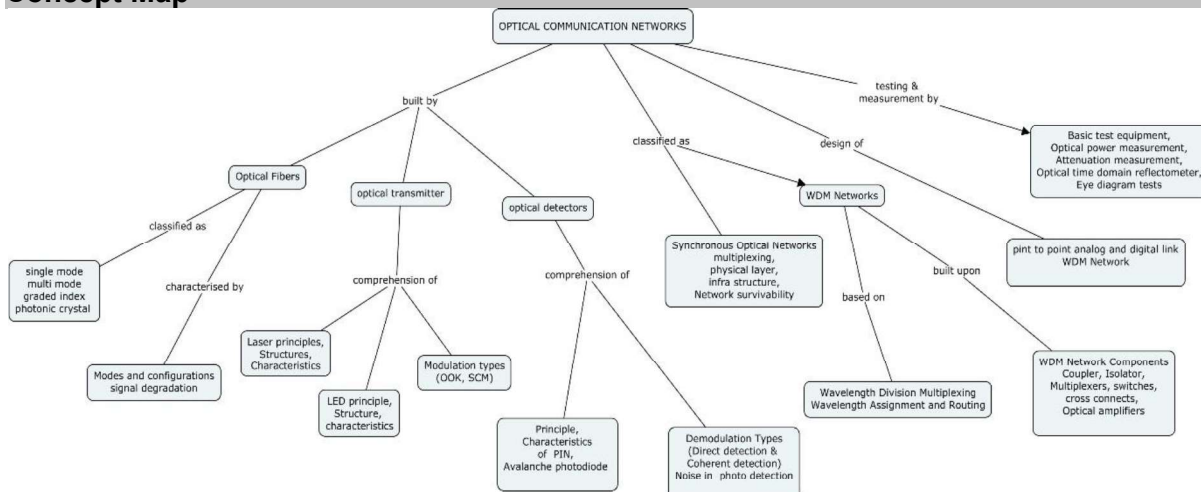 Concept Map
OPTICAL COMMUNICATION NETWORKS
built by
classified as
design of
testing &
measurement by
Optical Fibers
classified as
single mode
multi mode
graded index
photonic crystal
characterised by
Modes and configurations
signal degradation
optical transmitter
comprehension of
Laser principles,
Structures,
Characteristics
LED principle,
Structure,
characteristics
Modulation types
(OOK, SCM)
optical detectors
comprehension of
Principle,
Characteristics
of PIN,
Avalanche photodiode
Demodulation Types
(Direct detection &
Coherent detection)
Noise in photo detection
Synchronous Optical Networks
multiplexing,
physical layer,
infra structure,
Network survivability
WDM Networks
based on
Wavelength Division Multiplexing
Wavelength Assignment and Routing
built upon
WDM Network Components
Coupler, Isolator,
Multiplexers, switches,
cross connects,
Optical amplifiers
pint to point analog and digital link
WDM Network
Basic test equipment,
Optical power measurement,
Attenuation measurement,
Optical time domain reflectometer,
Eye diagram tests